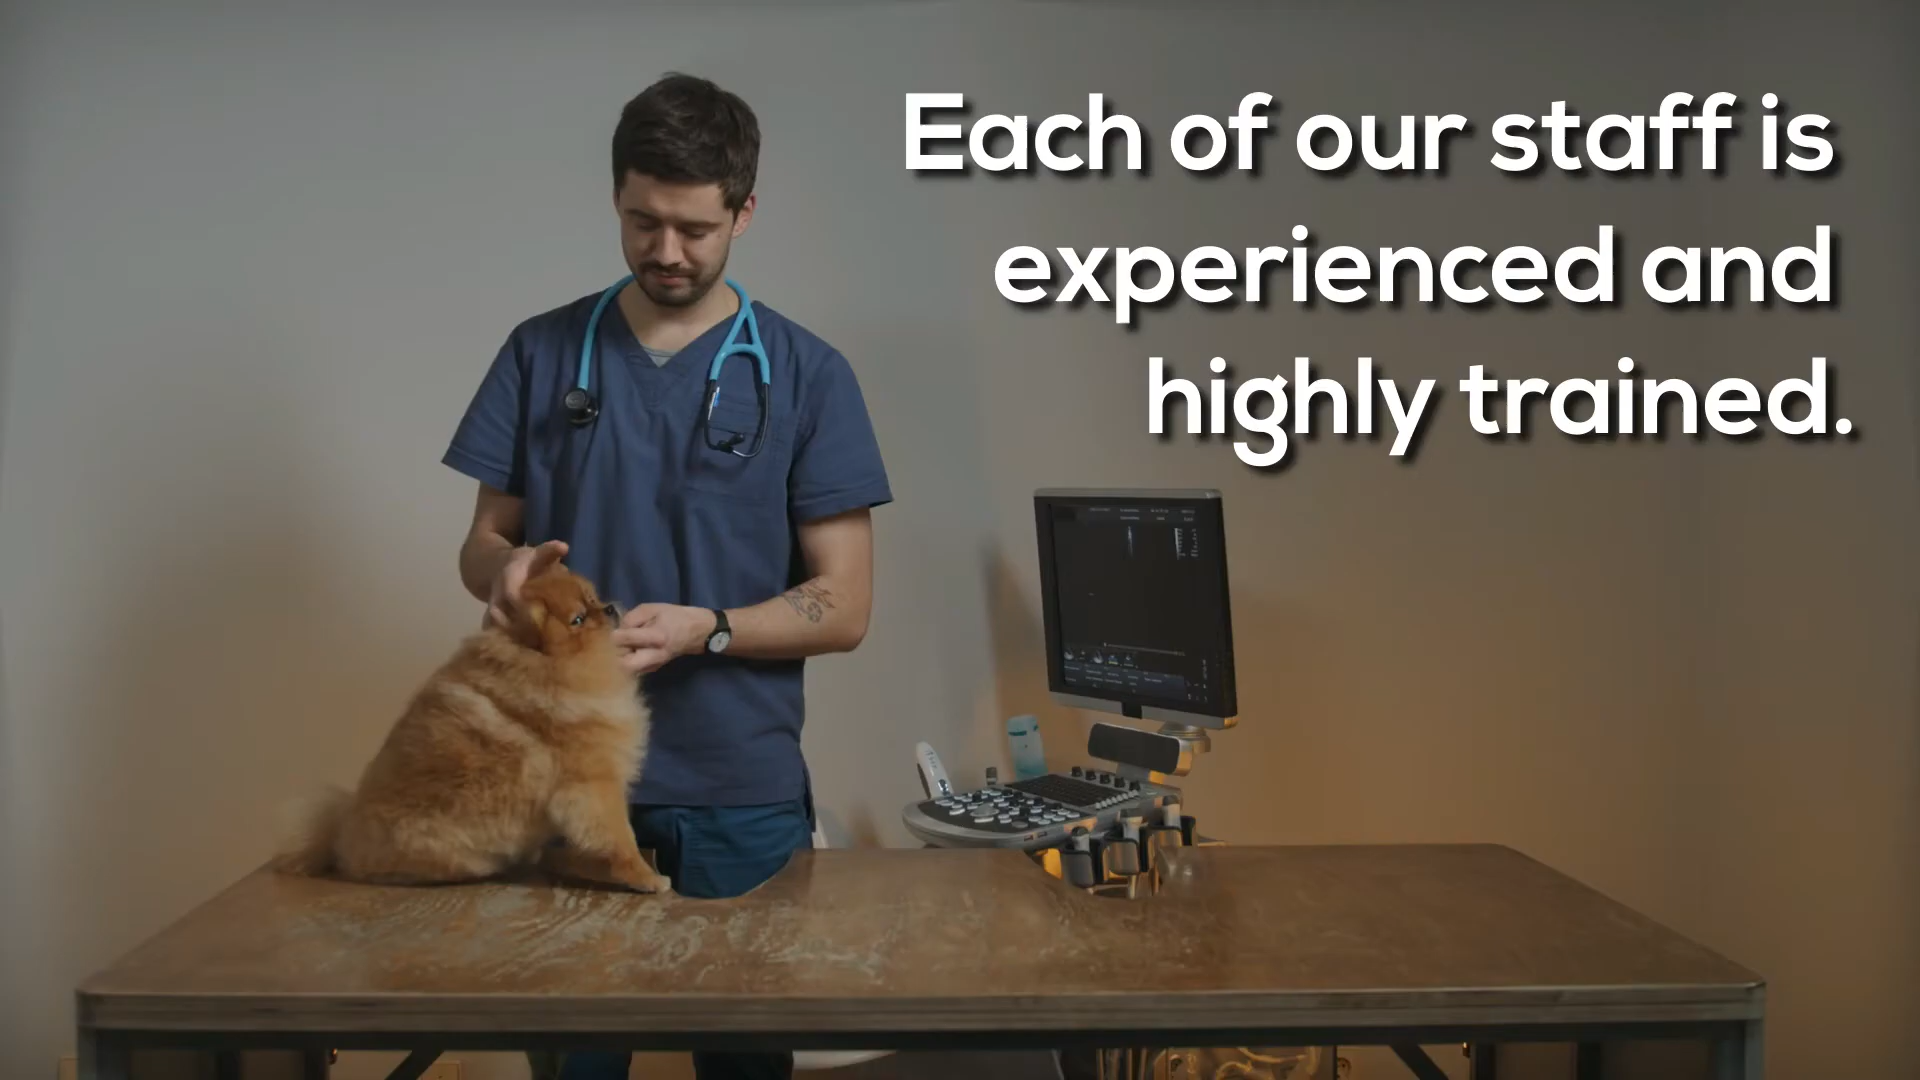 Each of our staff is
experienced and
highly trained.